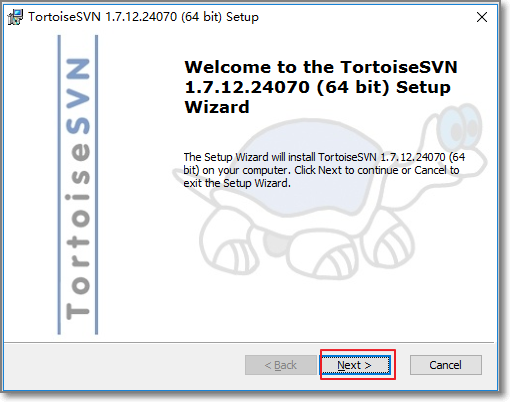 TortoiseSVN 1.7.12.24070 (64 bit) Setup
TortoiseSVN
Welcome to the TortoiseSVN
1.7.12.24070 (64 bit) Setup
Wizard
The Setup Wizard will install TortoiseSVN 1.7.12.24070 (64
bit) on your computer. Click Next to continue or Cancel to
exit the Setup Wizard.
< Back
Next >
Cancel